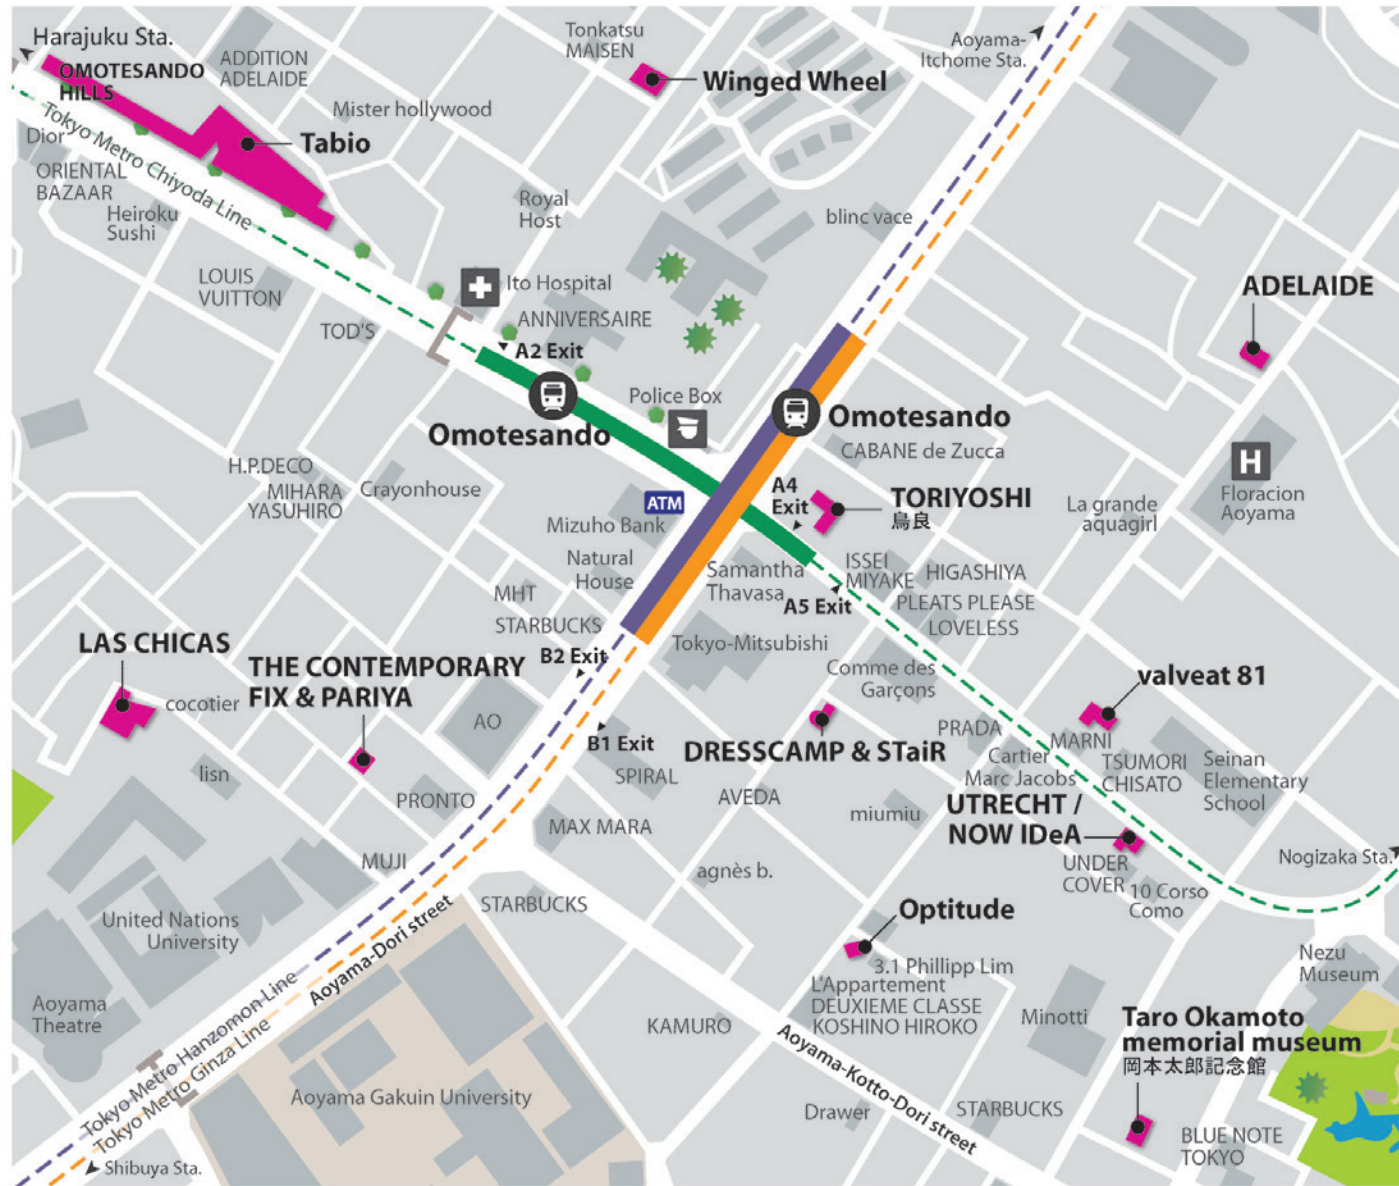 Harajuku Sta.
OMOTESANDO
HILLS
ADDITION
ADELAIDE
Tonkatsu
MAISEN
Winged Wheel
Aoyama-
Itchome Sta.
Mister hollywood
Tabio
Dior
Tokyo Metro Chiyoda Line
ORIENTAL
BAZAAR
Heiroku
Sushi
Royal
Host
blinc vace
LOUIS
VUITTON
Ito Hospital
ADELAIDE
TOD'S
ANNIVERSAIRE
A2 Exit
Police Box
Omotesando
Omotesando
CABANE de Zucca
H.P.DECO
MIHARA
YASUHIRO
Crayonhouse
ATM
Mizuho Bank
A4
Exit
TORIYOSHI
鳥良
La grande
aquagirl
H
Floracion
Aoyama
Natural
House
Samantha
Thavasa
ISSEI
MIYAKE
HIGASHIYA
MHT
A5 Exit
PLEATS PLEASE
LOVELESS
STARBUCKS
B2 Exit
Tokyo-Mitsubishi
LAS CHICAS
THE CONTEMPORARY
FIX & PARIYA
cocotier
Comme des
Garçons
valveat 81
AO
B1 Exit
DRESSCAMP & STaiR
PRADA
MARNI
Cartier
Marc Jacobs
TSUMORI
CHISATO
Seinan
Elementary
School
lisn
PRONTO
SPIRAL
AVEDA
miumiu
UTRECHT /
NOW IDeA
MAX MARA
MUJI
agnès b.
UNDER
COVER
10 Corso
Como
Nogizaka Sta.
STARBUCKS
United Nations
University
Aoyama-Dori street
Optitude
3.1 Phillipp Lim
L'Appartement
DEUXIEME CLASSE
KOSHINO HIROKO
Nezu
Museum
Aoyama
Theatre
Tokyo Metro Hanzomon Line
Tokyo Metro Ginza Line
KAMURO
Minotti
Taro Okamoto
memorial museum
岡本太郎記念館
Aoyama-Kotto-Dori street
Aoyama Gakuin University
Drawer
STARBUCKS
BLUE NOTE
TOKYO
Shibuya Sta.